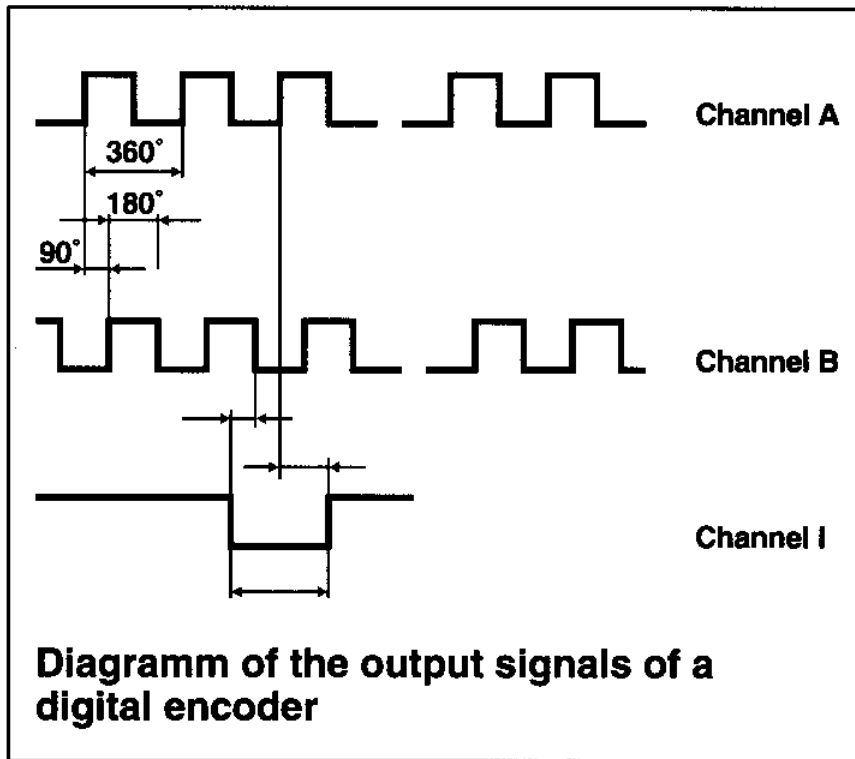 Channel A
360°
180°
90°
Channel B
Channel I
Diagramm of the output signals of a
digital encoder